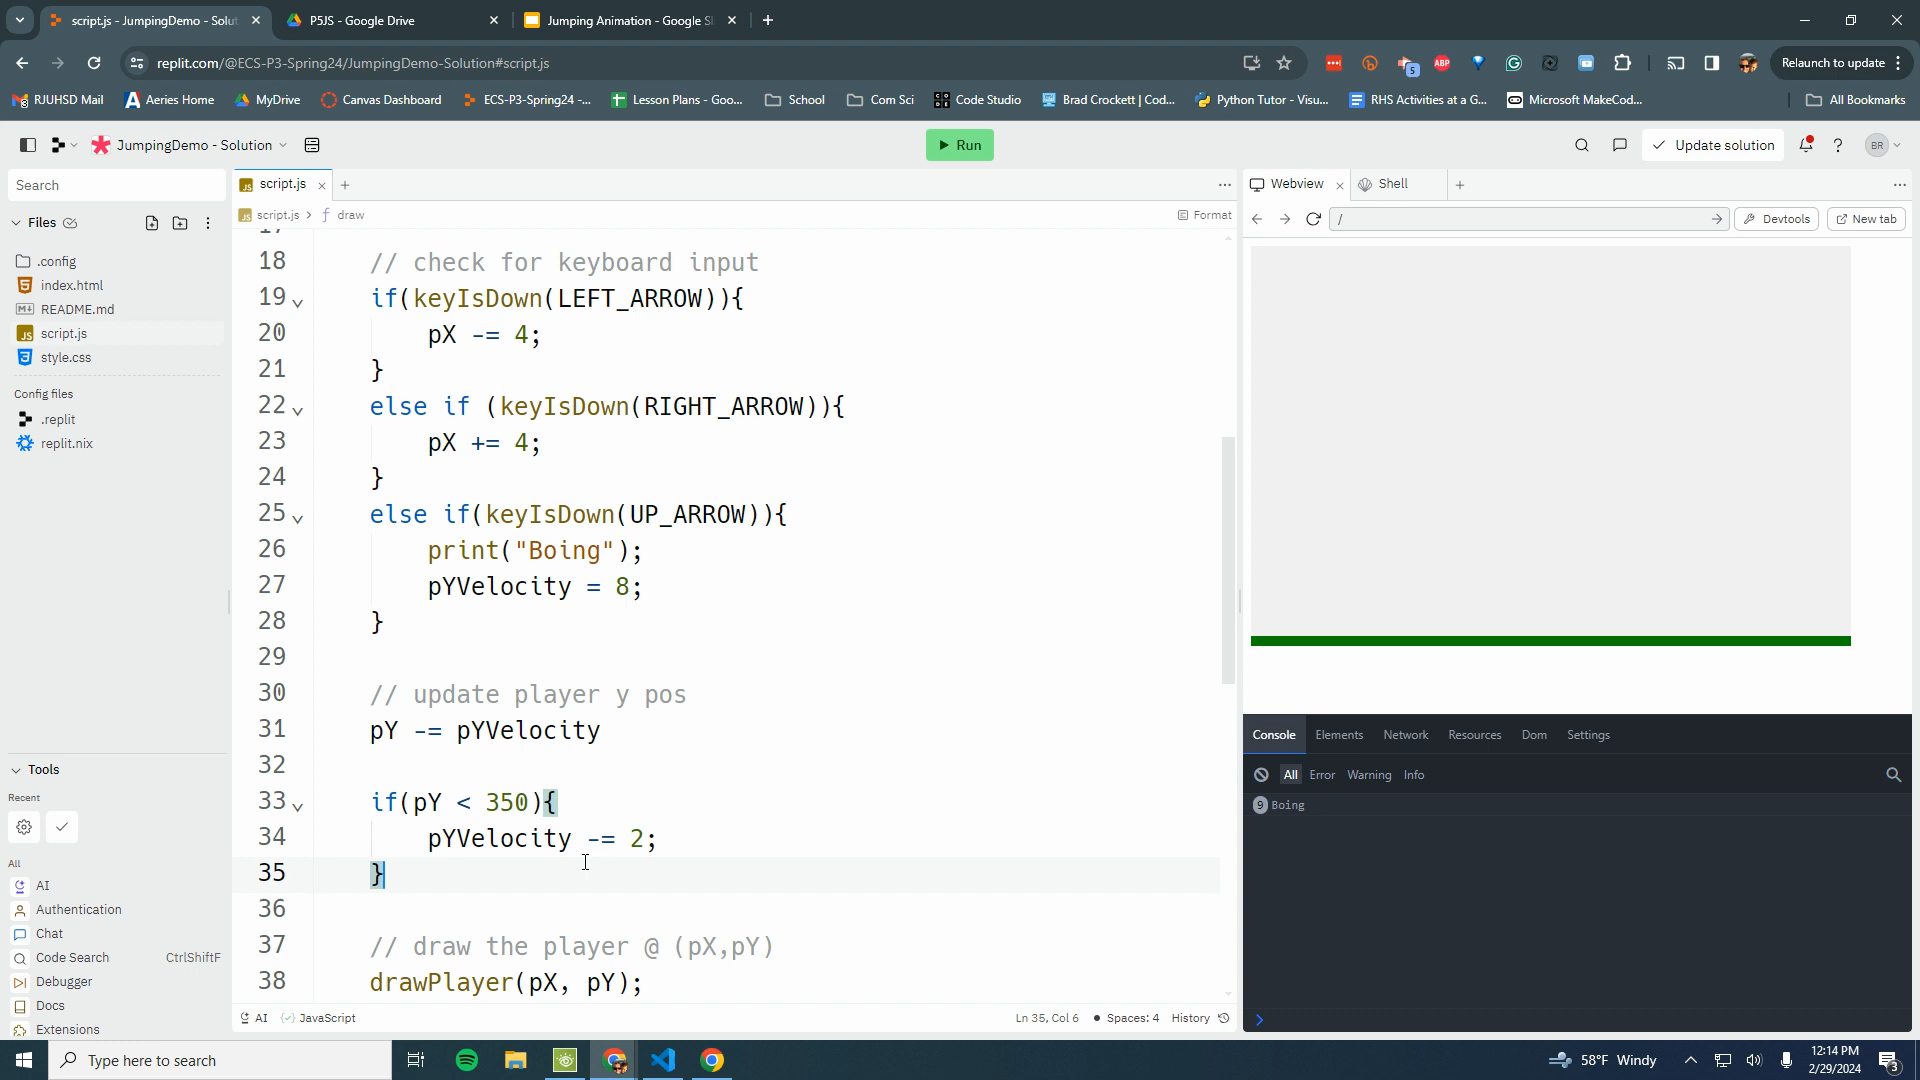 script.js - JumpingDemo - Solut
P5JS - Google Drive
Jumping Animation - Google Sl
replit.com/@ECS-P3-Spring24/JumpingDemo-Solution#script.js
5
ABP
Relaunch to update
RJUHSD Mail
Aeries Home
MyDrive
Canvas Dashboard
ECS-P3-Spring24 -...
Lesson Plans - Goo...
School
Com Sci
Code Studio
Brad Crockett | Cod...
Python Tutor - Visu...
RHS Activities at a G...
Microsoft MakeCod...
All Bookmarks
JumpingDemo - Solution
Run
Update solution
BR
Search
Files
.config
index.html
README.md
script.js
style.css
Config files
.replit
replit.nix
Tools
Recent
All
AI
Authentication
Chat
Code Search CtrlShiftF
Debugger
Docs
Extensions
script.js
script.js > draw
Format
17
18 // check for keyboard input
19 if(keyIsDown(LEFT_ARROW)){
20 pX -= 4;
21 }
22 else if (keyIsDown(RIGHT_ARROW)){
23 pX += 4;
24 }
25 else if(keyIsDown(UP_ARROW)){
26 print("Boing");
27 pYVelocity = 8;
28 }
29
30 // update player y pos
31 pY -= pYVelocity
32
33 if(pY < 350){
34 pYVelocity -= 2;
35 }
36
37 // draw the player @ (pX,pY)
38 drawPlayer(pX, pY);
AI
JavaScript
Ln 35, Col 6
Spaces: 4
History
Webview
Shell
/
Devtools
New tab
Console
Elements
Network
Resources
Dom
Settings
All
Error
Warning
Info
9 Boing
Type here to search
58°F Windy
12:14 PM
2/29/2024
3